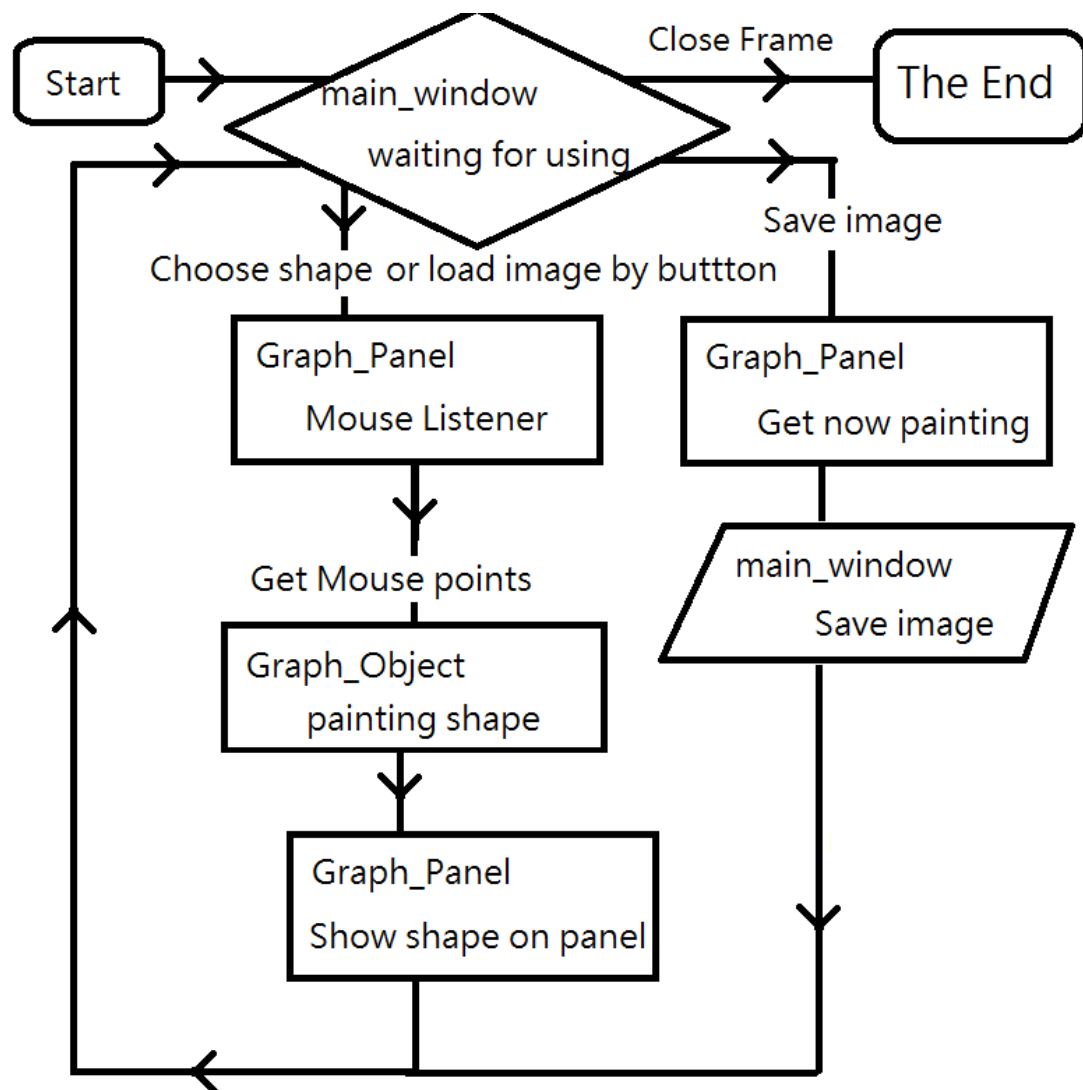 Start
main_window
waiting for using
Close Frame
The End
Save image
Choose shape or load image by buttton
Graph_Panel
Mouse Listener
Graph_Panel
Get now painting
Get Mouse points
main_window
Save image
Graph_Object
painting shape
Graph_Panel
Show shape on panel